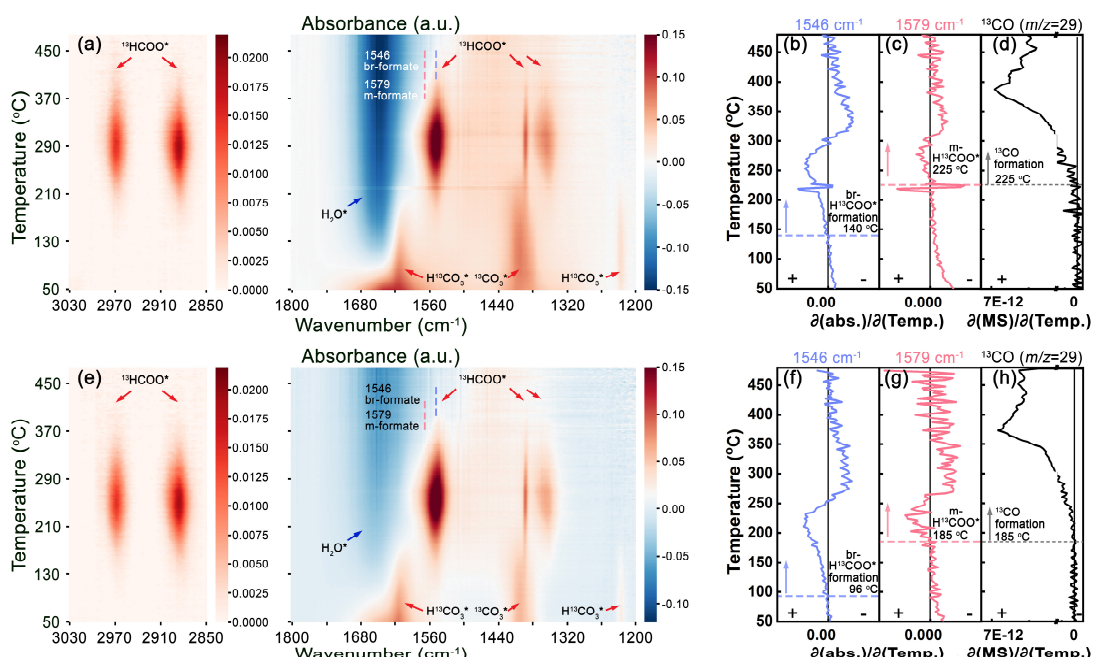 Absorbance (a.u.)
(a)
¹³HCOO*
450
370
290
210
130
50
Temperature (°C)
3030 2970 2910 2850
0.0200
0.0175
0.0150
0.0125
0.0100
0.0075
0.0050
0.0025
0.0000
1546
br-formate
1579
m-formate
¹³HCOO*
H₂O*
H¹³CO₃* ¹³CO₃* H¹³CO₃*
1800 1680 1560 1440 1320 1200
Wavenumber (cm⁻¹)
0.15
0.10
0.05
0.00
-0.05
-0.10
-0.15
1546 cm⁻¹ 1579 cm⁻¹ ¹³CO (m/z=29)
(b) (c) (d)
450
400
350
300
250
200
150
100
50
Temperature (°C)
br-
H¹³COO*
formation
140 °C
m-
H¹³COO*
225 °C
¹³CO
formation
225 °C
+ - + - + -
0.00 0.000 7E-12 0
∂(abs.)/∂(Temp.) ∂(MS)/∂(Temp.)
Absorbance (a.u.)
(e)
¹³HCOO*
450
370
290
210
130
50
Temperature (°C)
3030 2970 2910 2850
0.0200
0.0175
0.0150
0.0125
0.0100
0.0075
0.0050
0.0025
0.0000
1546
br-formate
1579
m-formate
¹³HCOO*
H₂O*
H¹³CO₃* ¹³CO₃* H¹³CO₃*
1800 1680 1560 1440 1320 1200
Wavenumber (cm⁻¹)
0.15
0.10
0.05
0.00
-0.05
-0.10
1546 cm⁻¹ 1579 cm⁻¹ ¹³CO (m/z=29)
(f) (g) (h)
450
400
350
300
250
200
150
100
50
Temperature (°C)
br-
H¹³COO*
formation
96 °C
m-
H¹³COO*
185 °C
¹³CO
formation
185 °C
+ - + - + -
0.00 0.000 7E-12 0
∂(abs.)/∂(Temp.) ∂(MS)/∂(Temp.)